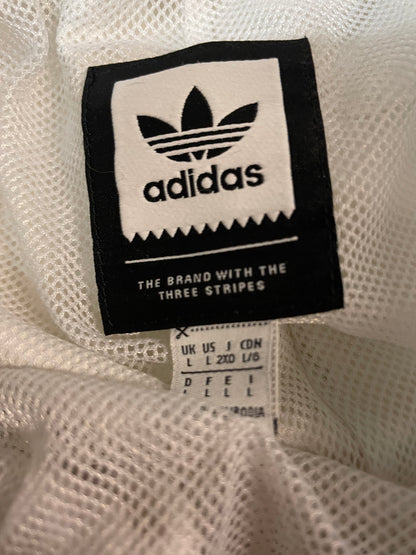 adidas
THE BRAND WITH THE
THREE STRIPES
UK US J CDN
L L 2XO L/G
D F E I
L L L L